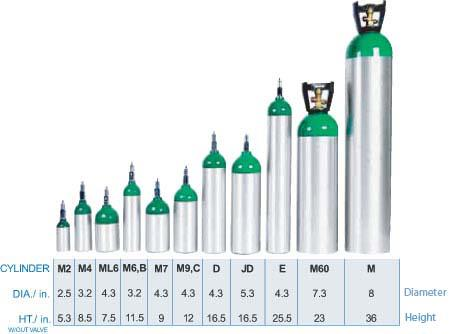 CYLINDER M2 M4 ML6 M6,B M7 M9,C D JD E M60 M
DIA./ in. 2.5 3.2 4.3 3.2 4.3 4.3 4.3 5.3 4.3 7.3 8 Diameter
HT./ in. 5.3 8.5 7.5 11.5 9 12 16.5 16.5 25.5 23 36 Height
W/OUT VALVE